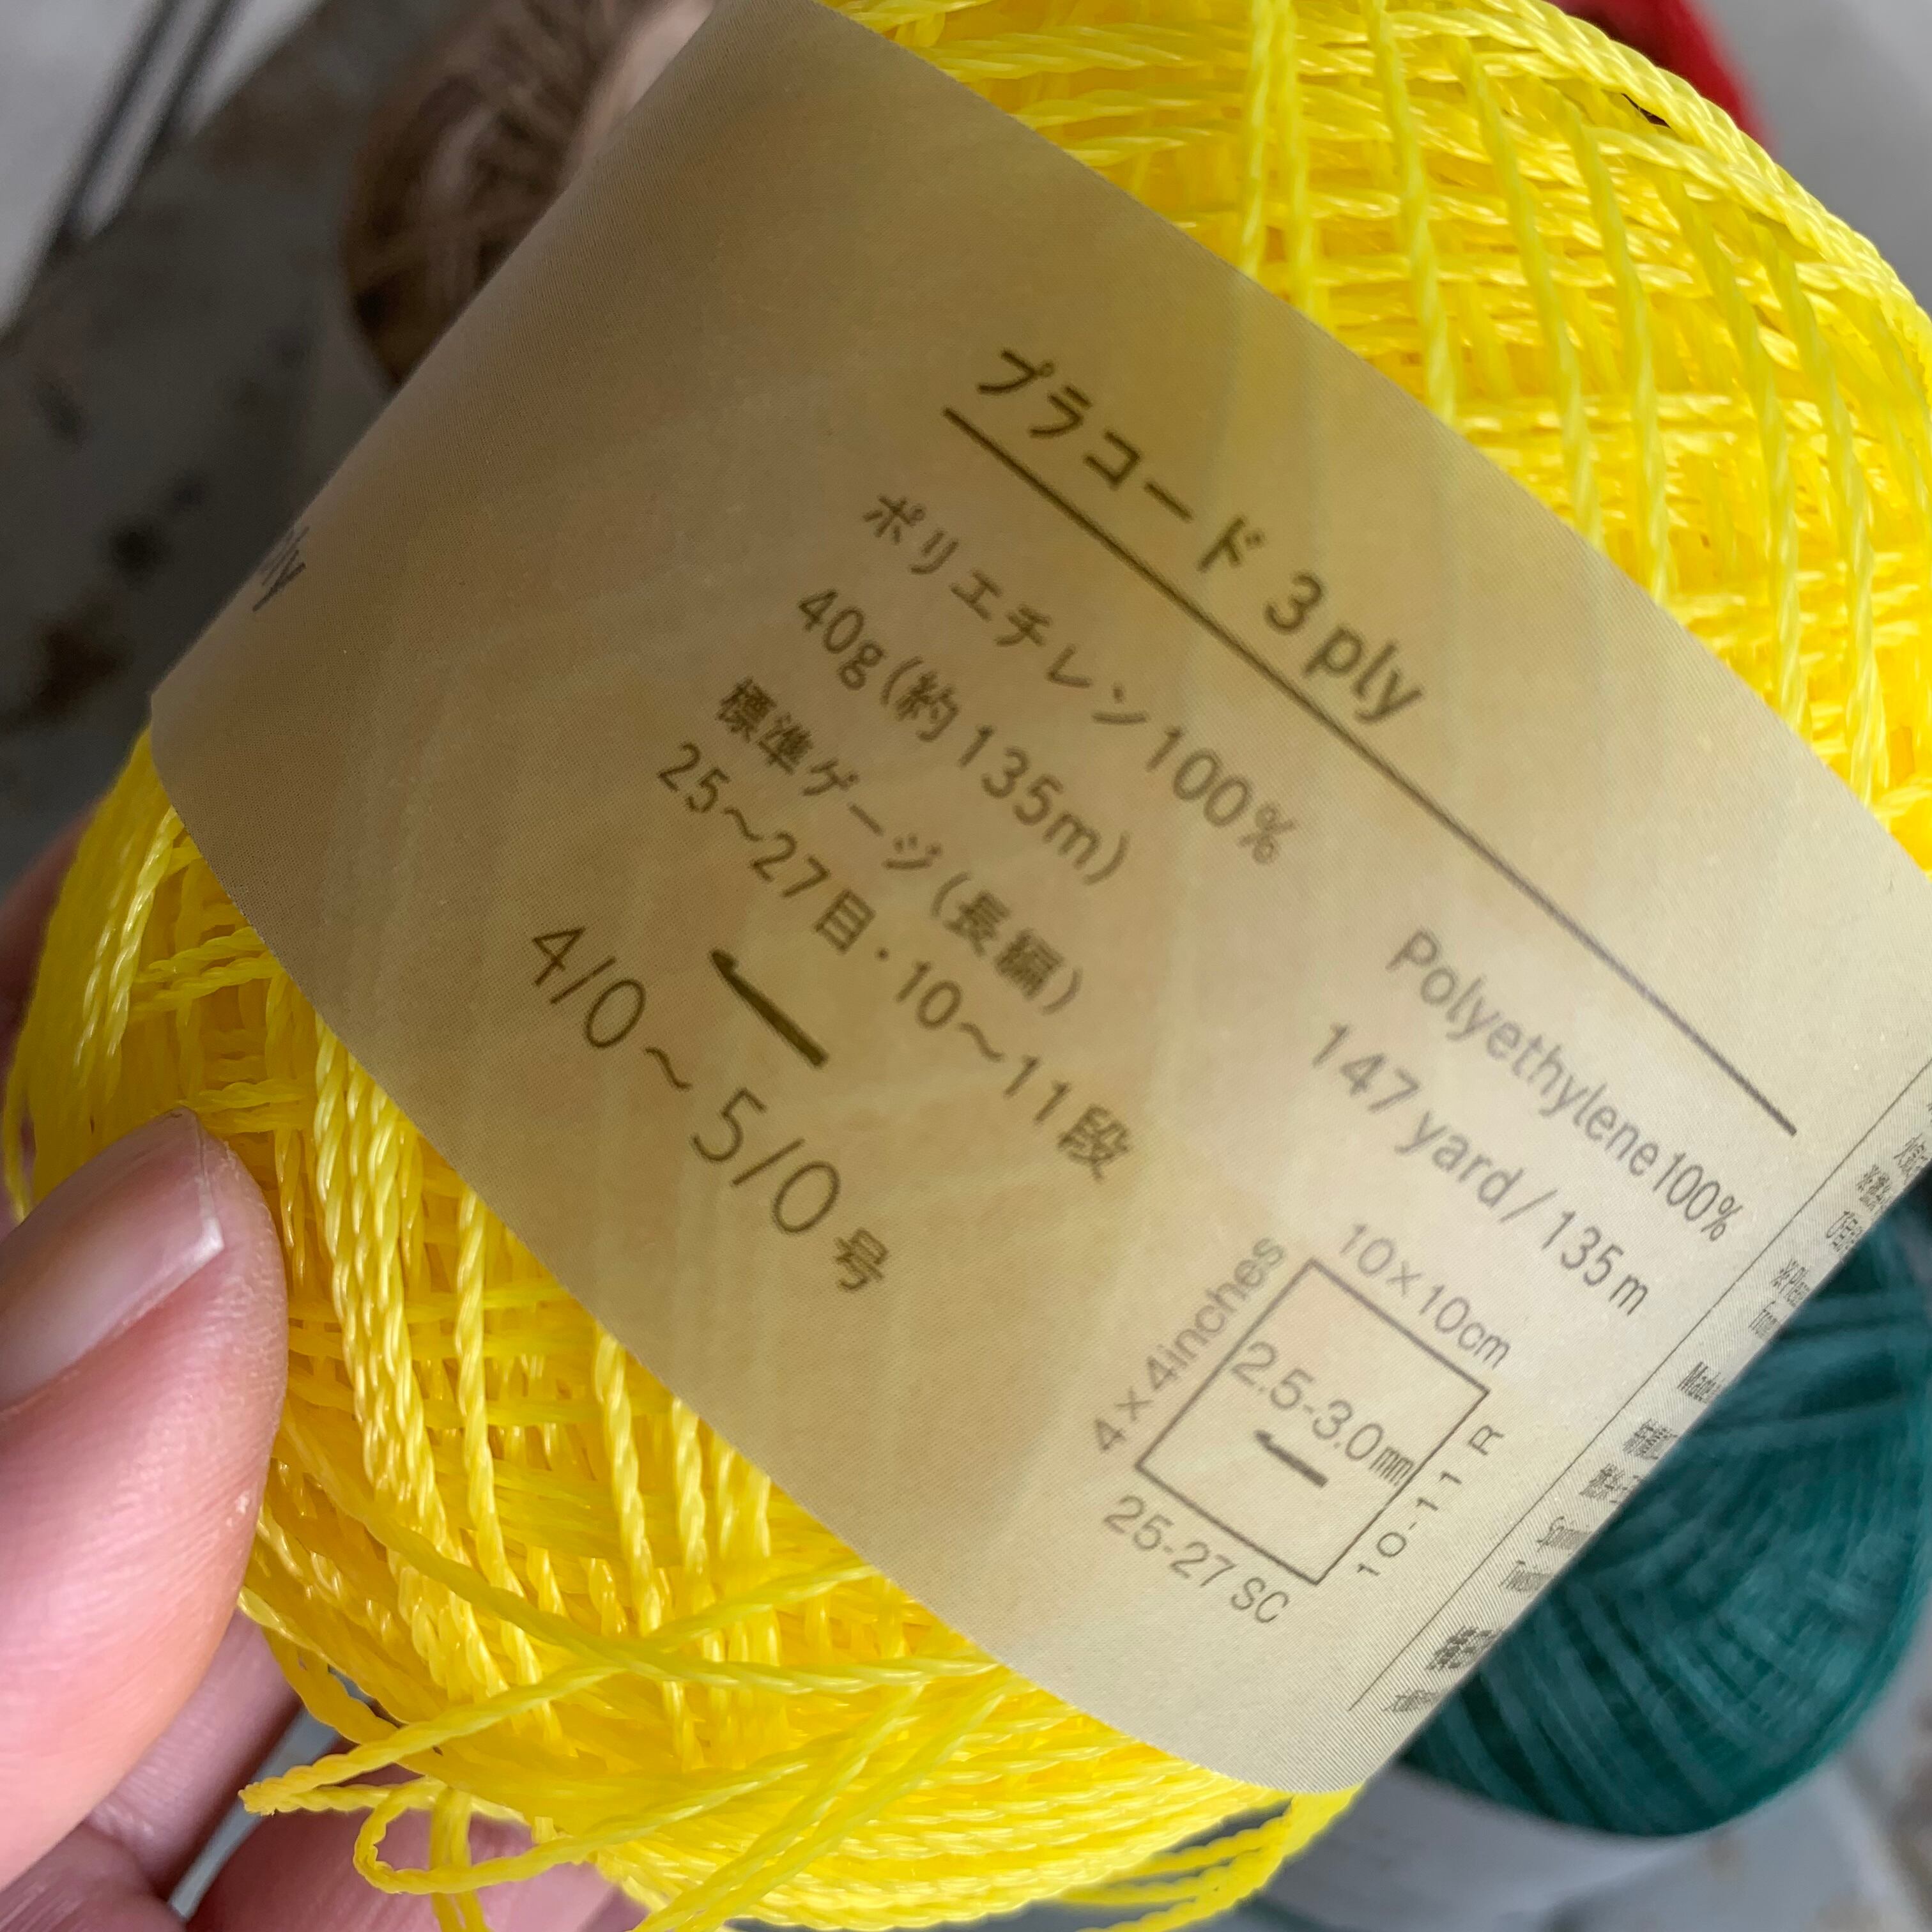 プラコード 3 ply
ポリエチレン100%
40g(約135m)
標準ゲージ(長編)
25〜27目・10〜11段
4/0〜5/0号
Polyethylene100%
147 yard / 135 m
10×10cm
4×4inches
2.5-3.0㎜
10-11 R
25-27 SC
ply